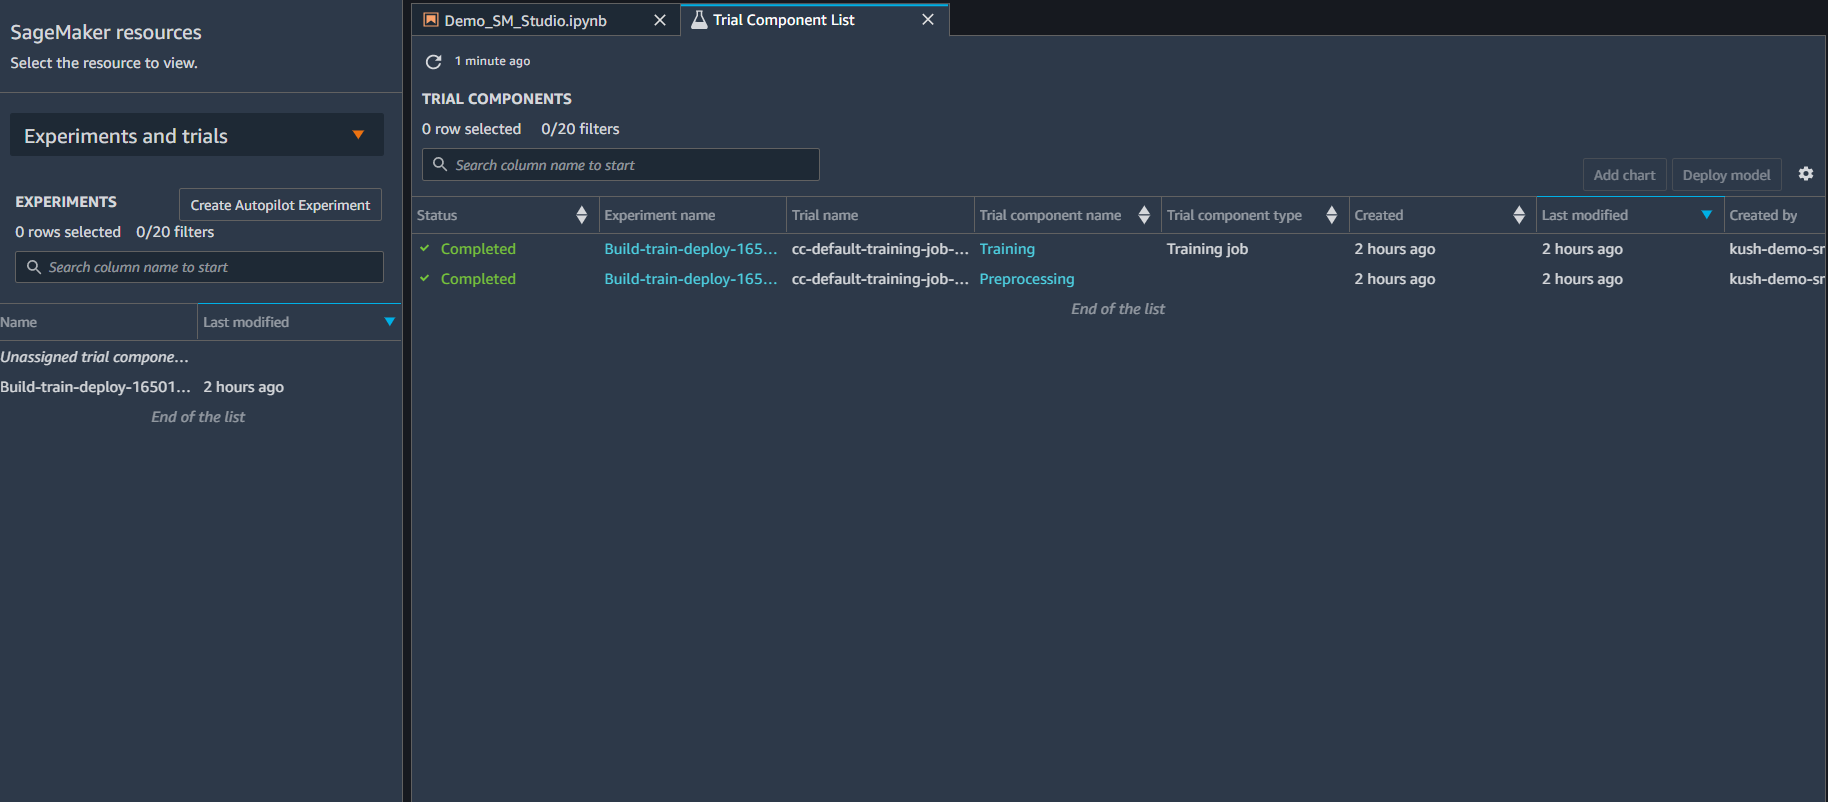 SageMaker resources
Select the resource to view.
Experiments and trials
EXPERIMENTS
Create Autopilot Experiment
0 rows selected 0/20 filters
Search column name to start
Name Last modified
Unassigned trial compone...
Build-train-deploy-16501... 2 hours ago
End of the list
Demo_SM_Studio.ipynb
Trial Component List
1 minute ago
TRIAL COMPONENTS
0 row selected 0/20 filters
Search column name to start
Add chart Deploy model
Status Experiment name Trial name Trial component name Trial component type Created Last modified Created by
Completed Build-train-deploy-165... cc-default-training-job-... Training Training job 2 hours ago 2 hours ago kush-demo-sr
Completed Build-train-deploy-165... cc-default-training-job-... Preprocessing 2 hours ago 2 hours ago kush-demo-sr
End of the list